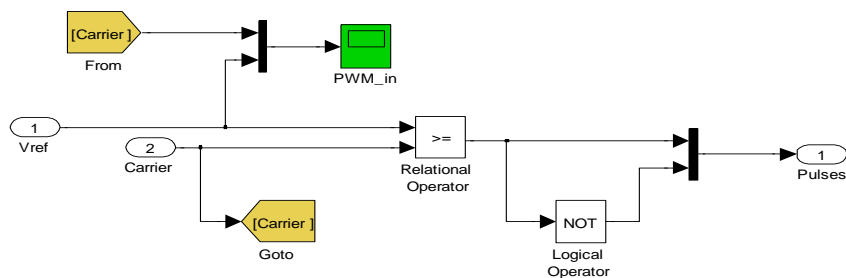 [Carrier ]
From
PWM_in
1
Vref
2
Carrier
>=
Relational
Operator
1
Pulses
[Carrier ]
Goto
NOT
Logical
Operator